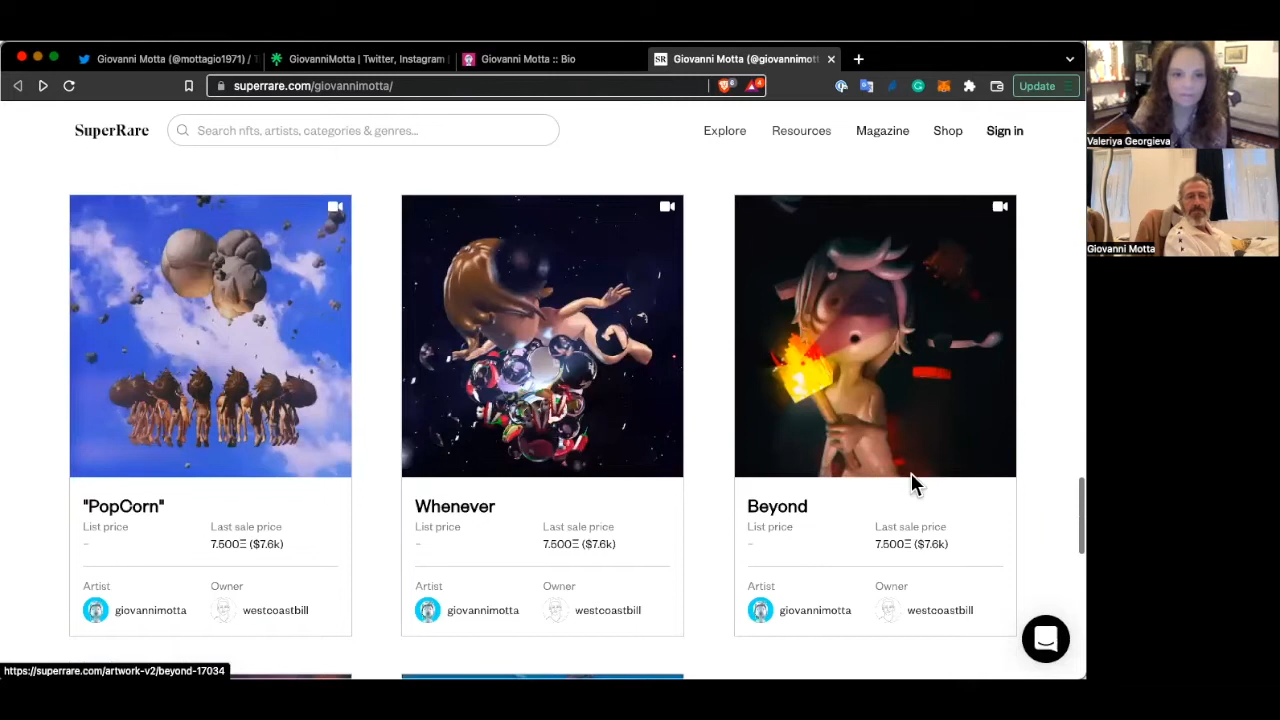 Giovanni Motta (@mottagio1971) / T
GiovanniMotta | Twitter, Instagram
Giovanni Motta :: Bio
SR Giovanni Motta (@giovannimott
superrare.com/giovannimotta/
6
4
Update
SuperRare
Search nfts, artists, categories & genres...
Explore
Resources
Magazine
Shop
Sign in
"PopCorn"
List price
Last sale price
-
7.500Ξ ($7.6k)
Artist
Owner
giovannimotta
westcoastbill
Whenever
List price
Last sale price
-
7.500Ξ ($7.6k)
Artist
Owner
giovannimotta
westcoastbill
Beyond
List price
Last sale price
-
7.500Ξ ($7.6k)
Artist
Owner
giovannimotta
westcoastbill
https://superrare.com/artwork-v2/beyond-17034
Valeriya Georgieva
Giovanni Motta